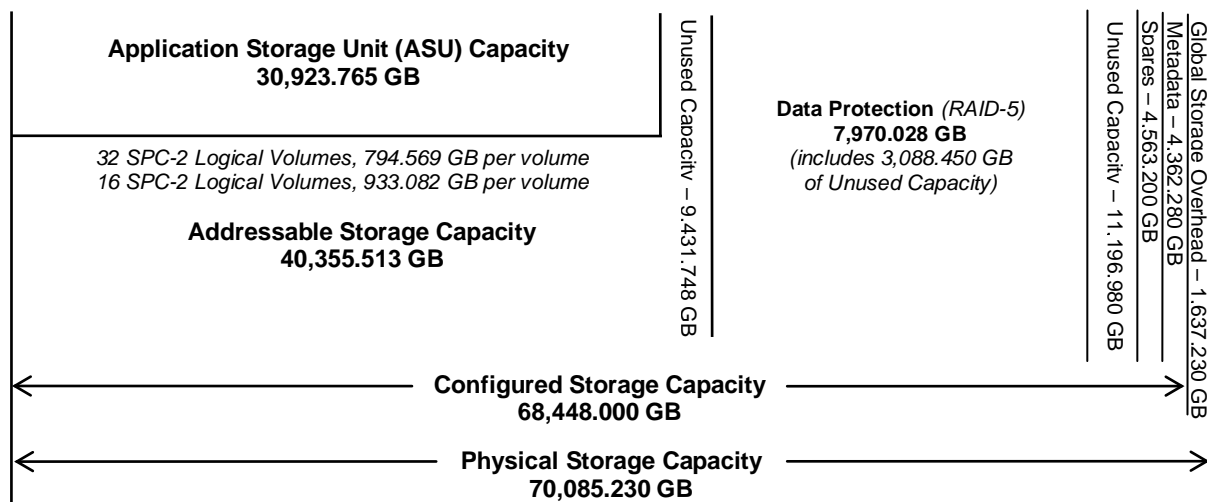 Application Storage Unit (ASU) Capacity
30,923.765 GB
32 SPC-2 Logical Volumes, 794.569 GB per volume
16 SPC-2 Logical Volumes, 933.082 GB per volume
Addressable Storage Capacity
40,355.513 GB
Unused Capacity – 9.431.748 GB
Data Protection (RAID-5)
7,970.028 GB
(includes 3,088.450 GB
of Unused Capacity)
Unused Capacity – 11.196.980 GB
Spares – 4.563.200 GB
Metadata – 4.362.280 GB
Global Storage Overhead – 1.637.230 GB
Configured Storage Capacity
68,448.000 GB
Physical Storage Capacity
70,085.230 GB